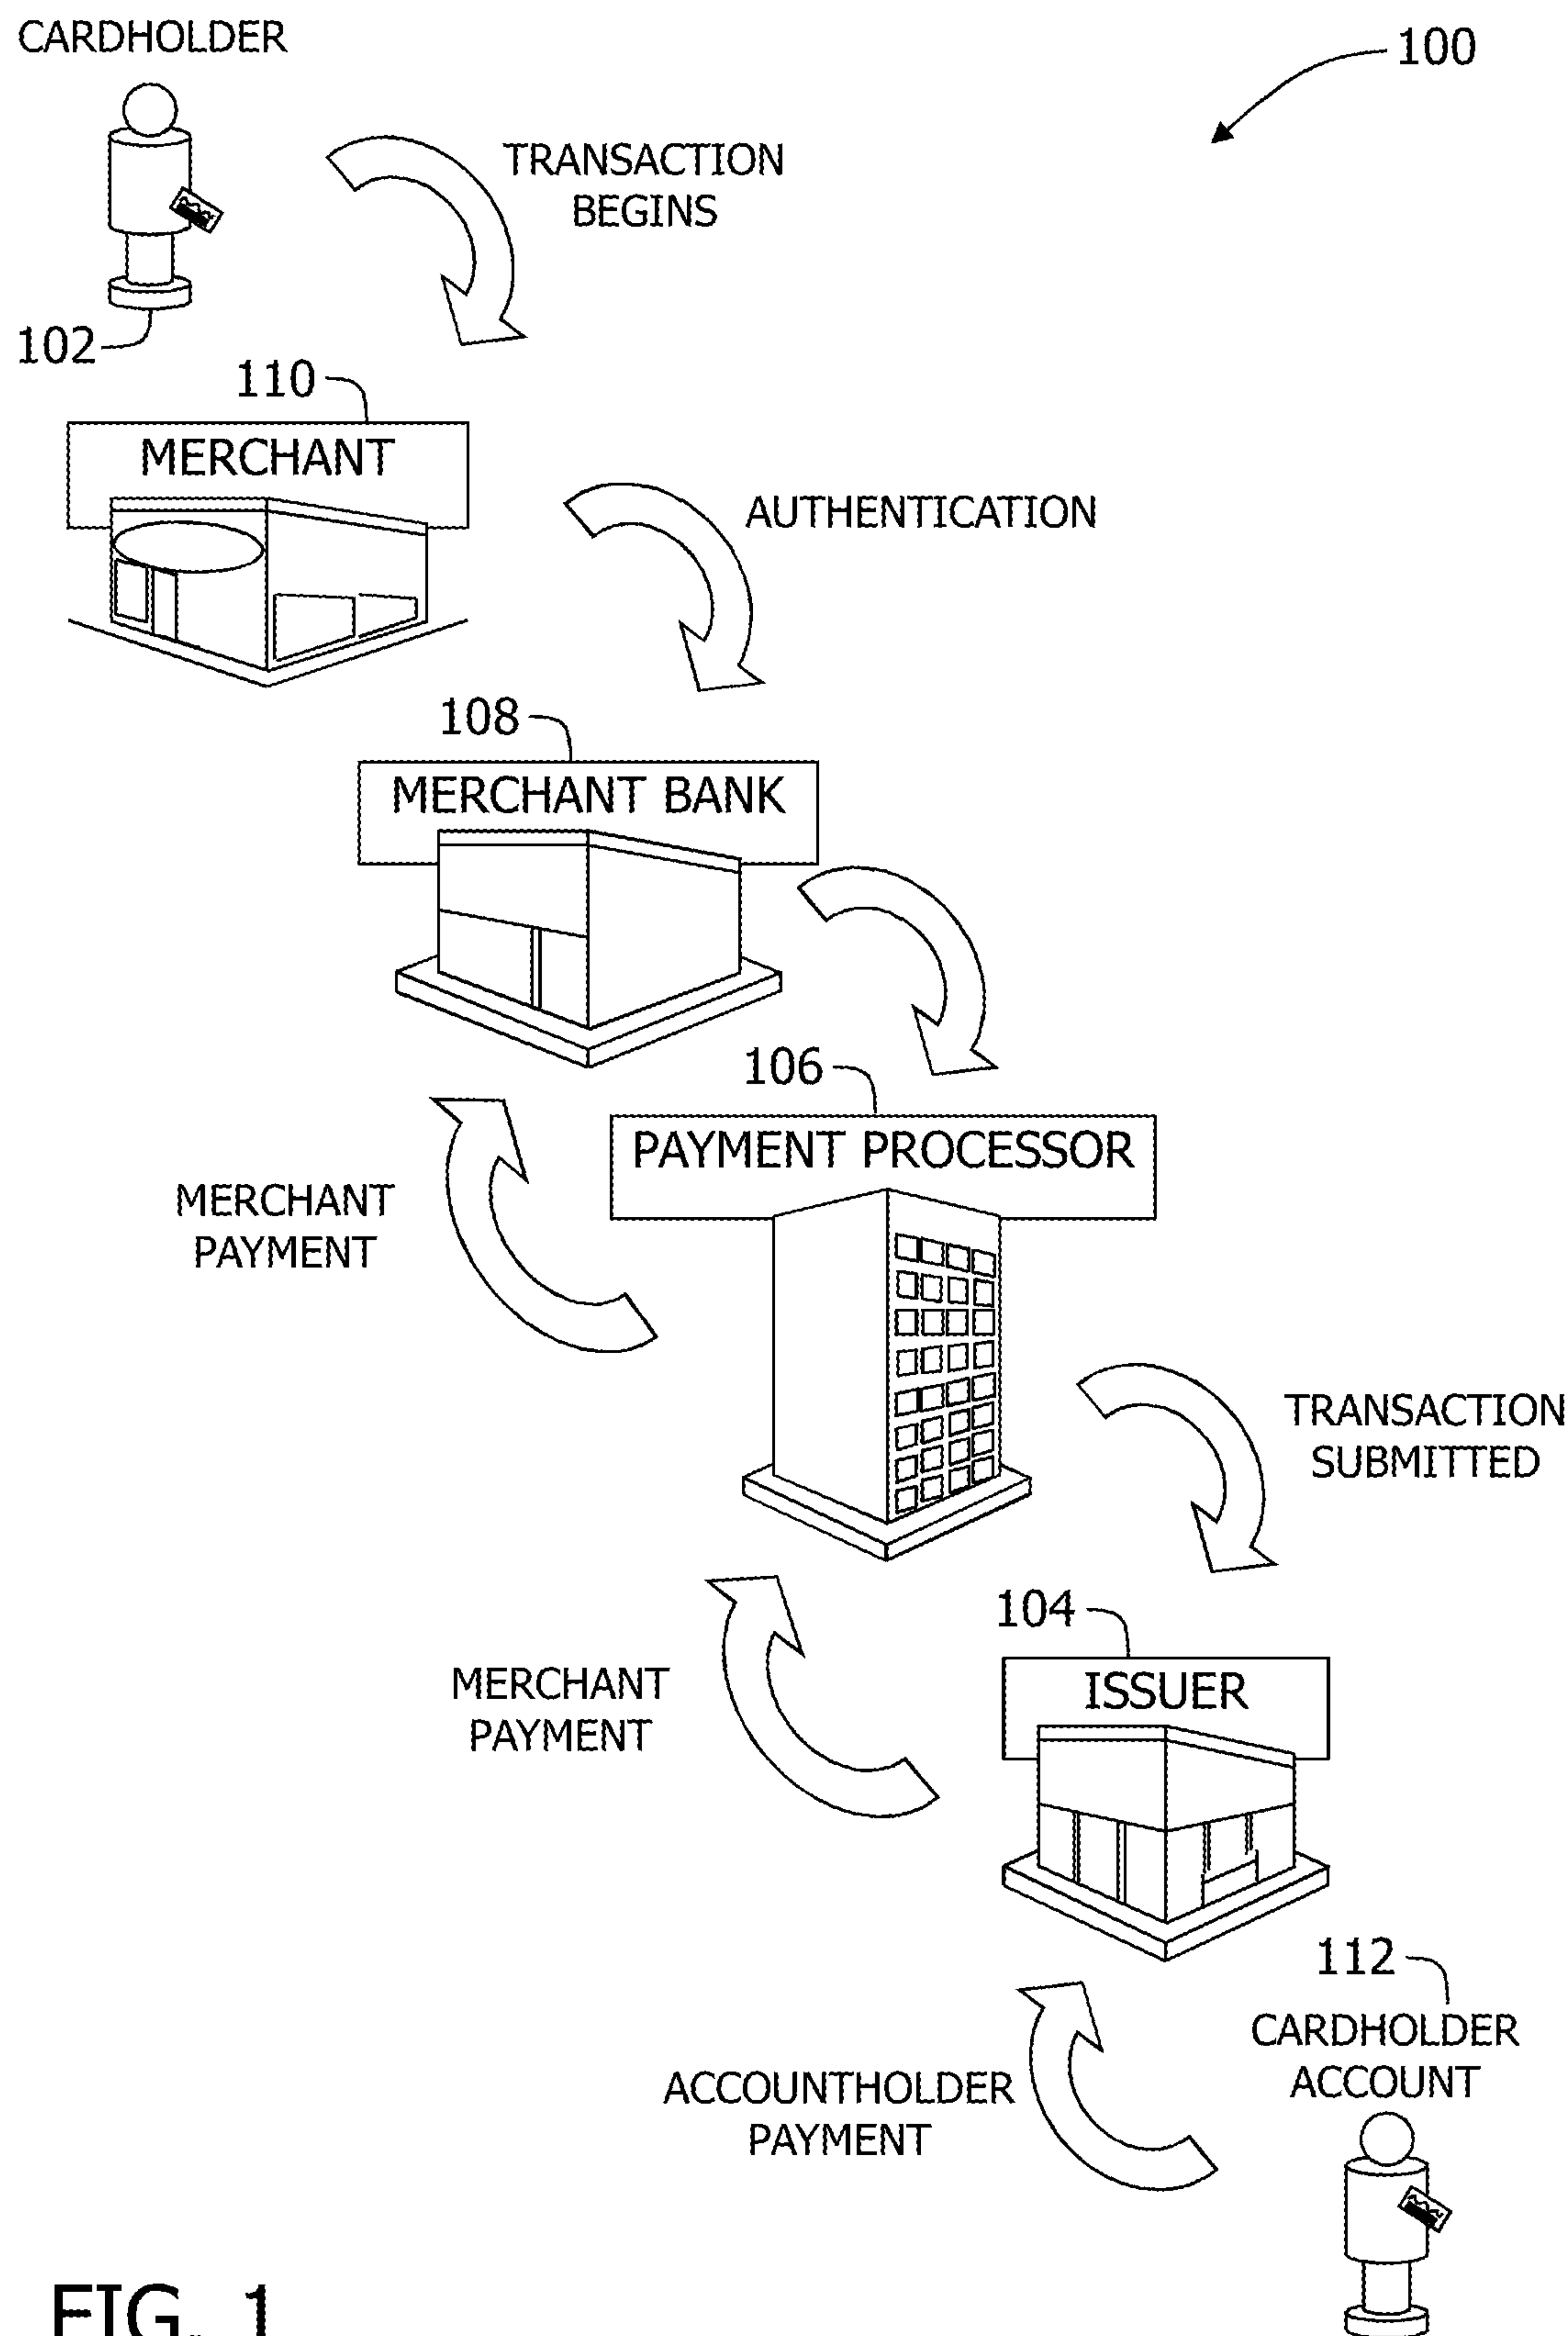 CARDHOLDER
100
TRANSACTION
BEGINS
102
110
MERCHANT
AUTHENTICATION
108
MERCHANT BANK
106
PAYMENT PROCESSOR
MERCHANT
PAYMENT
TRANSACTION
SUBMITTED
104
ISSUER
MERCHANT
PAYMENT
112
CARDHOLDER
ACCOUNT
ACCOUNTHOLDER
PAYMENT
FIG. 1